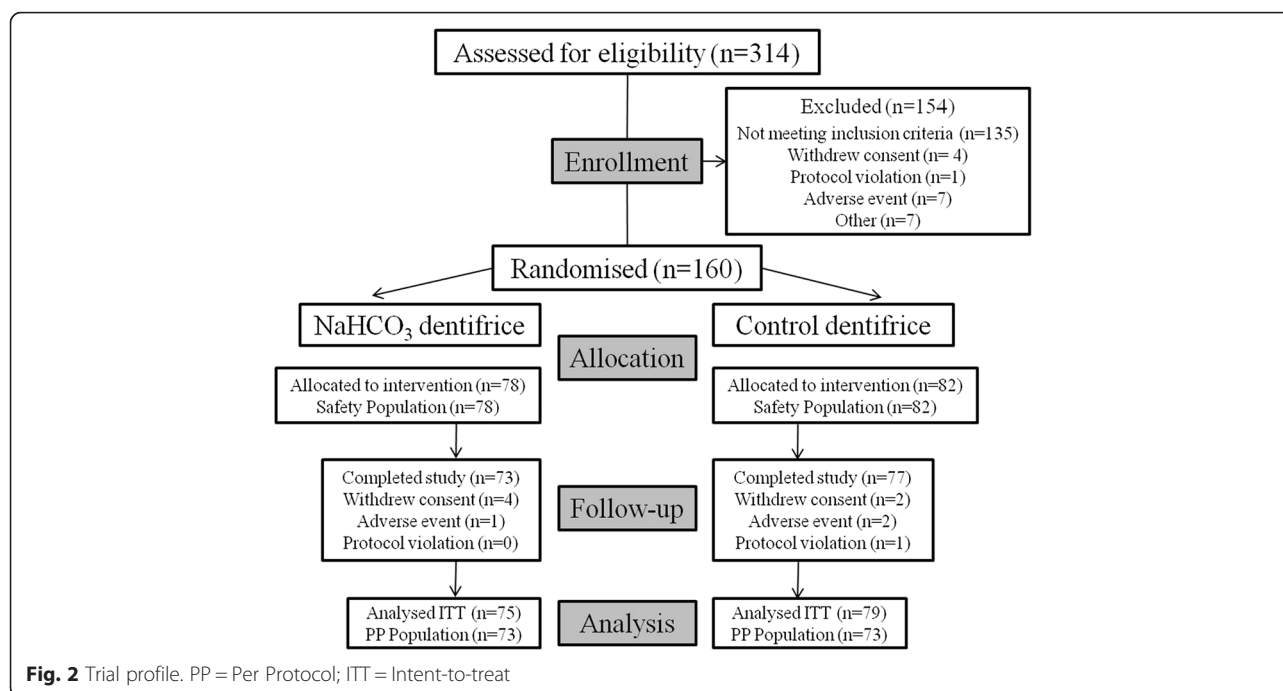 Assessed for eligibility (n=314)
Excluded (n=154)
Not meeting inclusion criteria (n=135)
Withdrew consent (n= 4)
Protocol violation (n=1)
Adverse event (n=7)
Other (n=7)
Enrollment
Randomised (n=160)
NaHCO₃ dentifrice
Control dentifrice
Allocation
Allocated to intervention (n=78)
Safety Population (n=78)
Allocated to intervention (n=82)
Safety Population (n=82)
Completed study (n=73)
Withdrew consent (n=4)
Adverse event (n=1)
Protocol violation (n=0)
Follow-up
Completed study (n=77)
Withdrew consent (n=2)
Adverse event (n=2)
Protocol violation (n=1)
Analysed ITT (n=75)
PP Population (n=73)
Analysis
Analysed ITT (n=79)
PP Population (n=73)
Fig. 2 Trial profile. PP = Per Protocol; ITT = Intent-to-treat